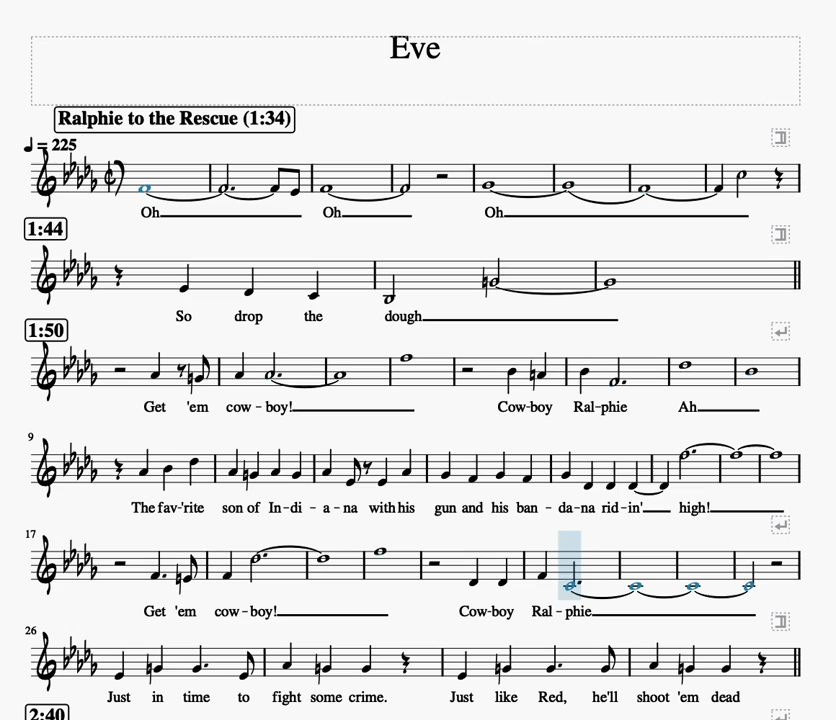 Eve
Ralphie to the Rescue (1:34)
♩ = 225
Oh Oh Oh
1:44
So drop the dough
1:50
Get 'em cow-boy! Cow-boy Ral-phie Ah
9
The fav-'rite son of In-di-a-na with his gun and his ban-da-na rid-in' high!
17
Get 'em cow-boy! Cow-boy Ral-phie
26
Just in time to fight some crime. Just like Red, he'll shoot 'em dead
2:40